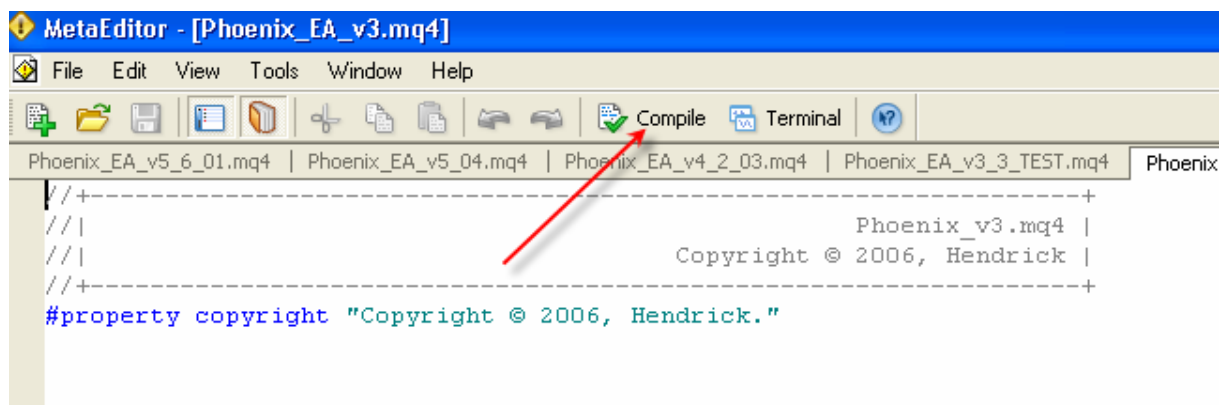 MetaEditor - [Phoenix_EA_v3.mq4]
File Edit View Tools Window Help
Compile Terminal
Phoenix_EA_v5_6_01.mq4 | Phoenix_EA_v5_04.mq4 | Phoenix_EA_v4_2_03.mq4 | Phoenix_EA_v3_3_TEST.mq4 Phoenix
//+------------------------------------------------------------------+
//| Phoenix_v3.mq4 |
//| Copyright © 2006, Hendrick |
//+------------------------------------------------------------------+
#property copyright "Copyright © 2006, Hendrick."